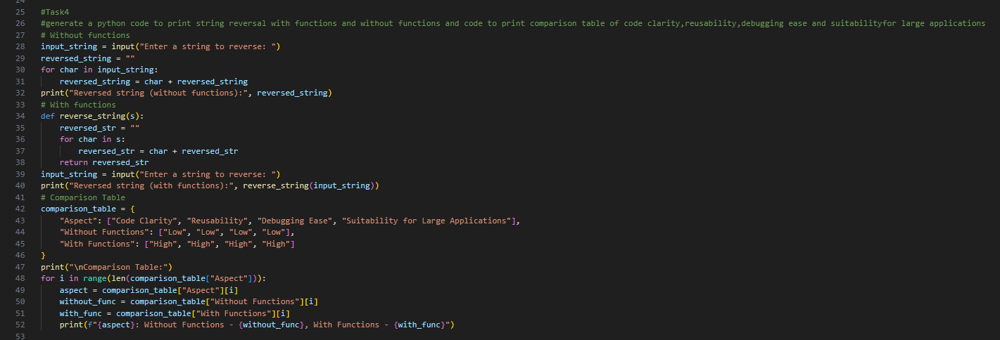 24
25 #Task4
26 #generate a python code to print string reversal with functions and without functions and code to print comparison table of code clarity,reusability,debugging ease and suitabilityfor large applications
27 # Without functions
28 input_string = input("Enter a string to reverse: ")
29 reversed_string = ""
30 for char in input_string:
31     reversed_string = char + reversed_string
32 print("Reversed string (without functions):", reversed_string)
33 # With functions
34 def reverse_string(s):
35     reversed_str = ""
36     for char in s:
37         reversed_str = char + reversed_str
38     return reversed_str
39 input_string = input("Enter a string to reverse: ")
40 print("Reversed string (with functions):", reverse_string(input_string))
41 # Comparison Table
42 comparison_table = {
43     "Aspect": ["Code Clarity", "Reusability", "Debugging Ease", "Suitability for Large Applications"],
44     "Without Functions": ["Low", "Low", "Low", "Low"],
45     "With Functions": ["High", "High", "High", "High"]
46 }
47 print("\nComparison Table:")
48 for i in range(len(comparison_table["Aspect"])):
49     aspect = comparison_table["Aspect"][i]
50     without_func = comparison_table["Without Functions"][i]
51     with_func = comparison_table["With Functions"][i]
52     print(f"{aspect}: Without Functions - {without_func}, With Functions - {with_func}")
53